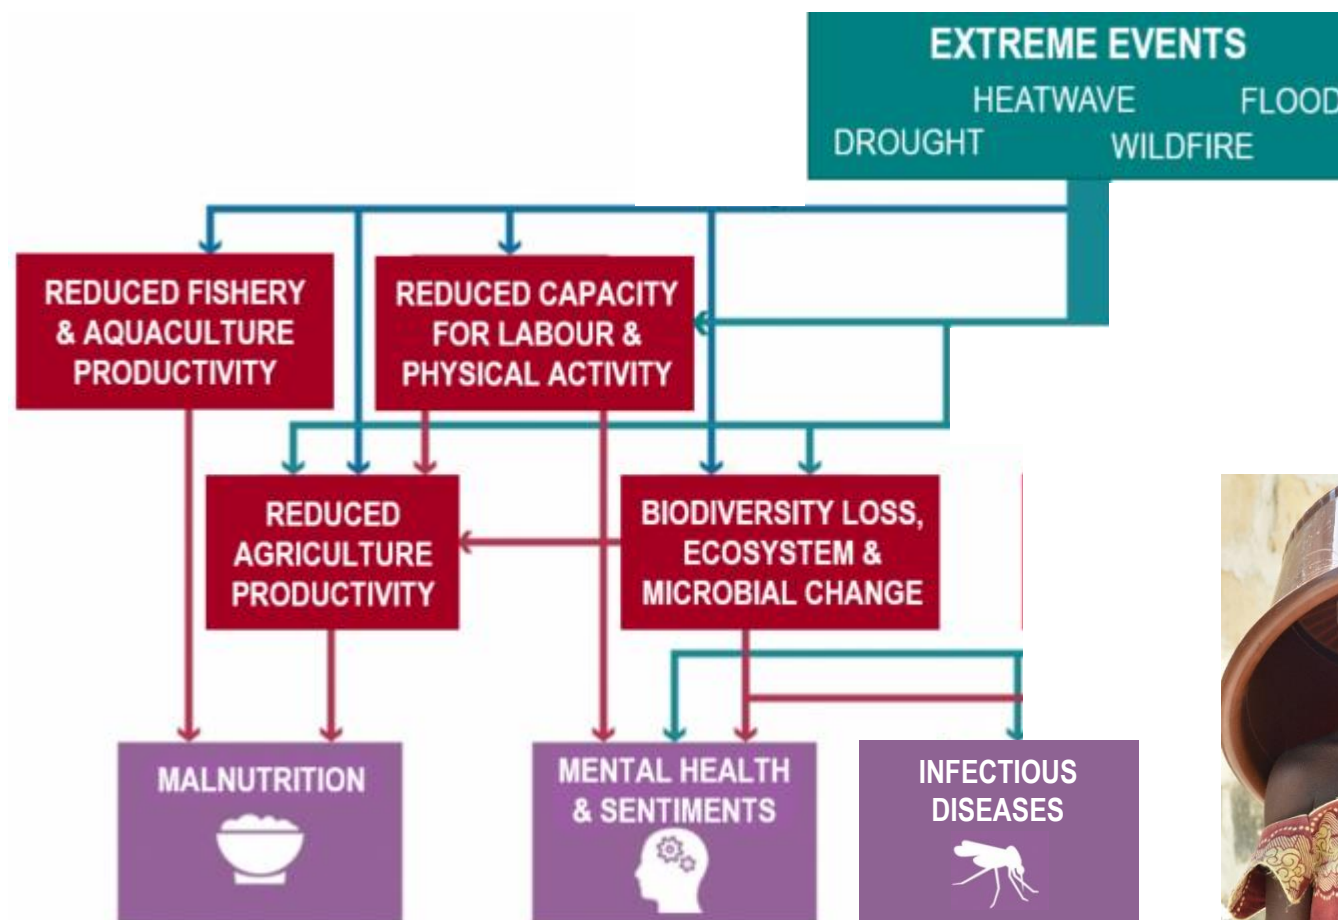 EXTREME EVENTS
HEATWAVE FLOOD
DROUGHT WILDFIRE
REDUCED FISHERY
& AQUACULTURE
PRODUCTIVITY
REDUCED CAPACITY
FOR LABOUR &
PHYSICAL ACTIVITY
REDUCED
AGRICULTURE
PRODUCTIVITY
BIODIVERSITY LOSS,
ECOSYSTEM &
MICROBIAL CHANGE
MALNUTRITION
MENTAL HEALTH
& SENTIMENTS
INFECTIOUS
DISEASES